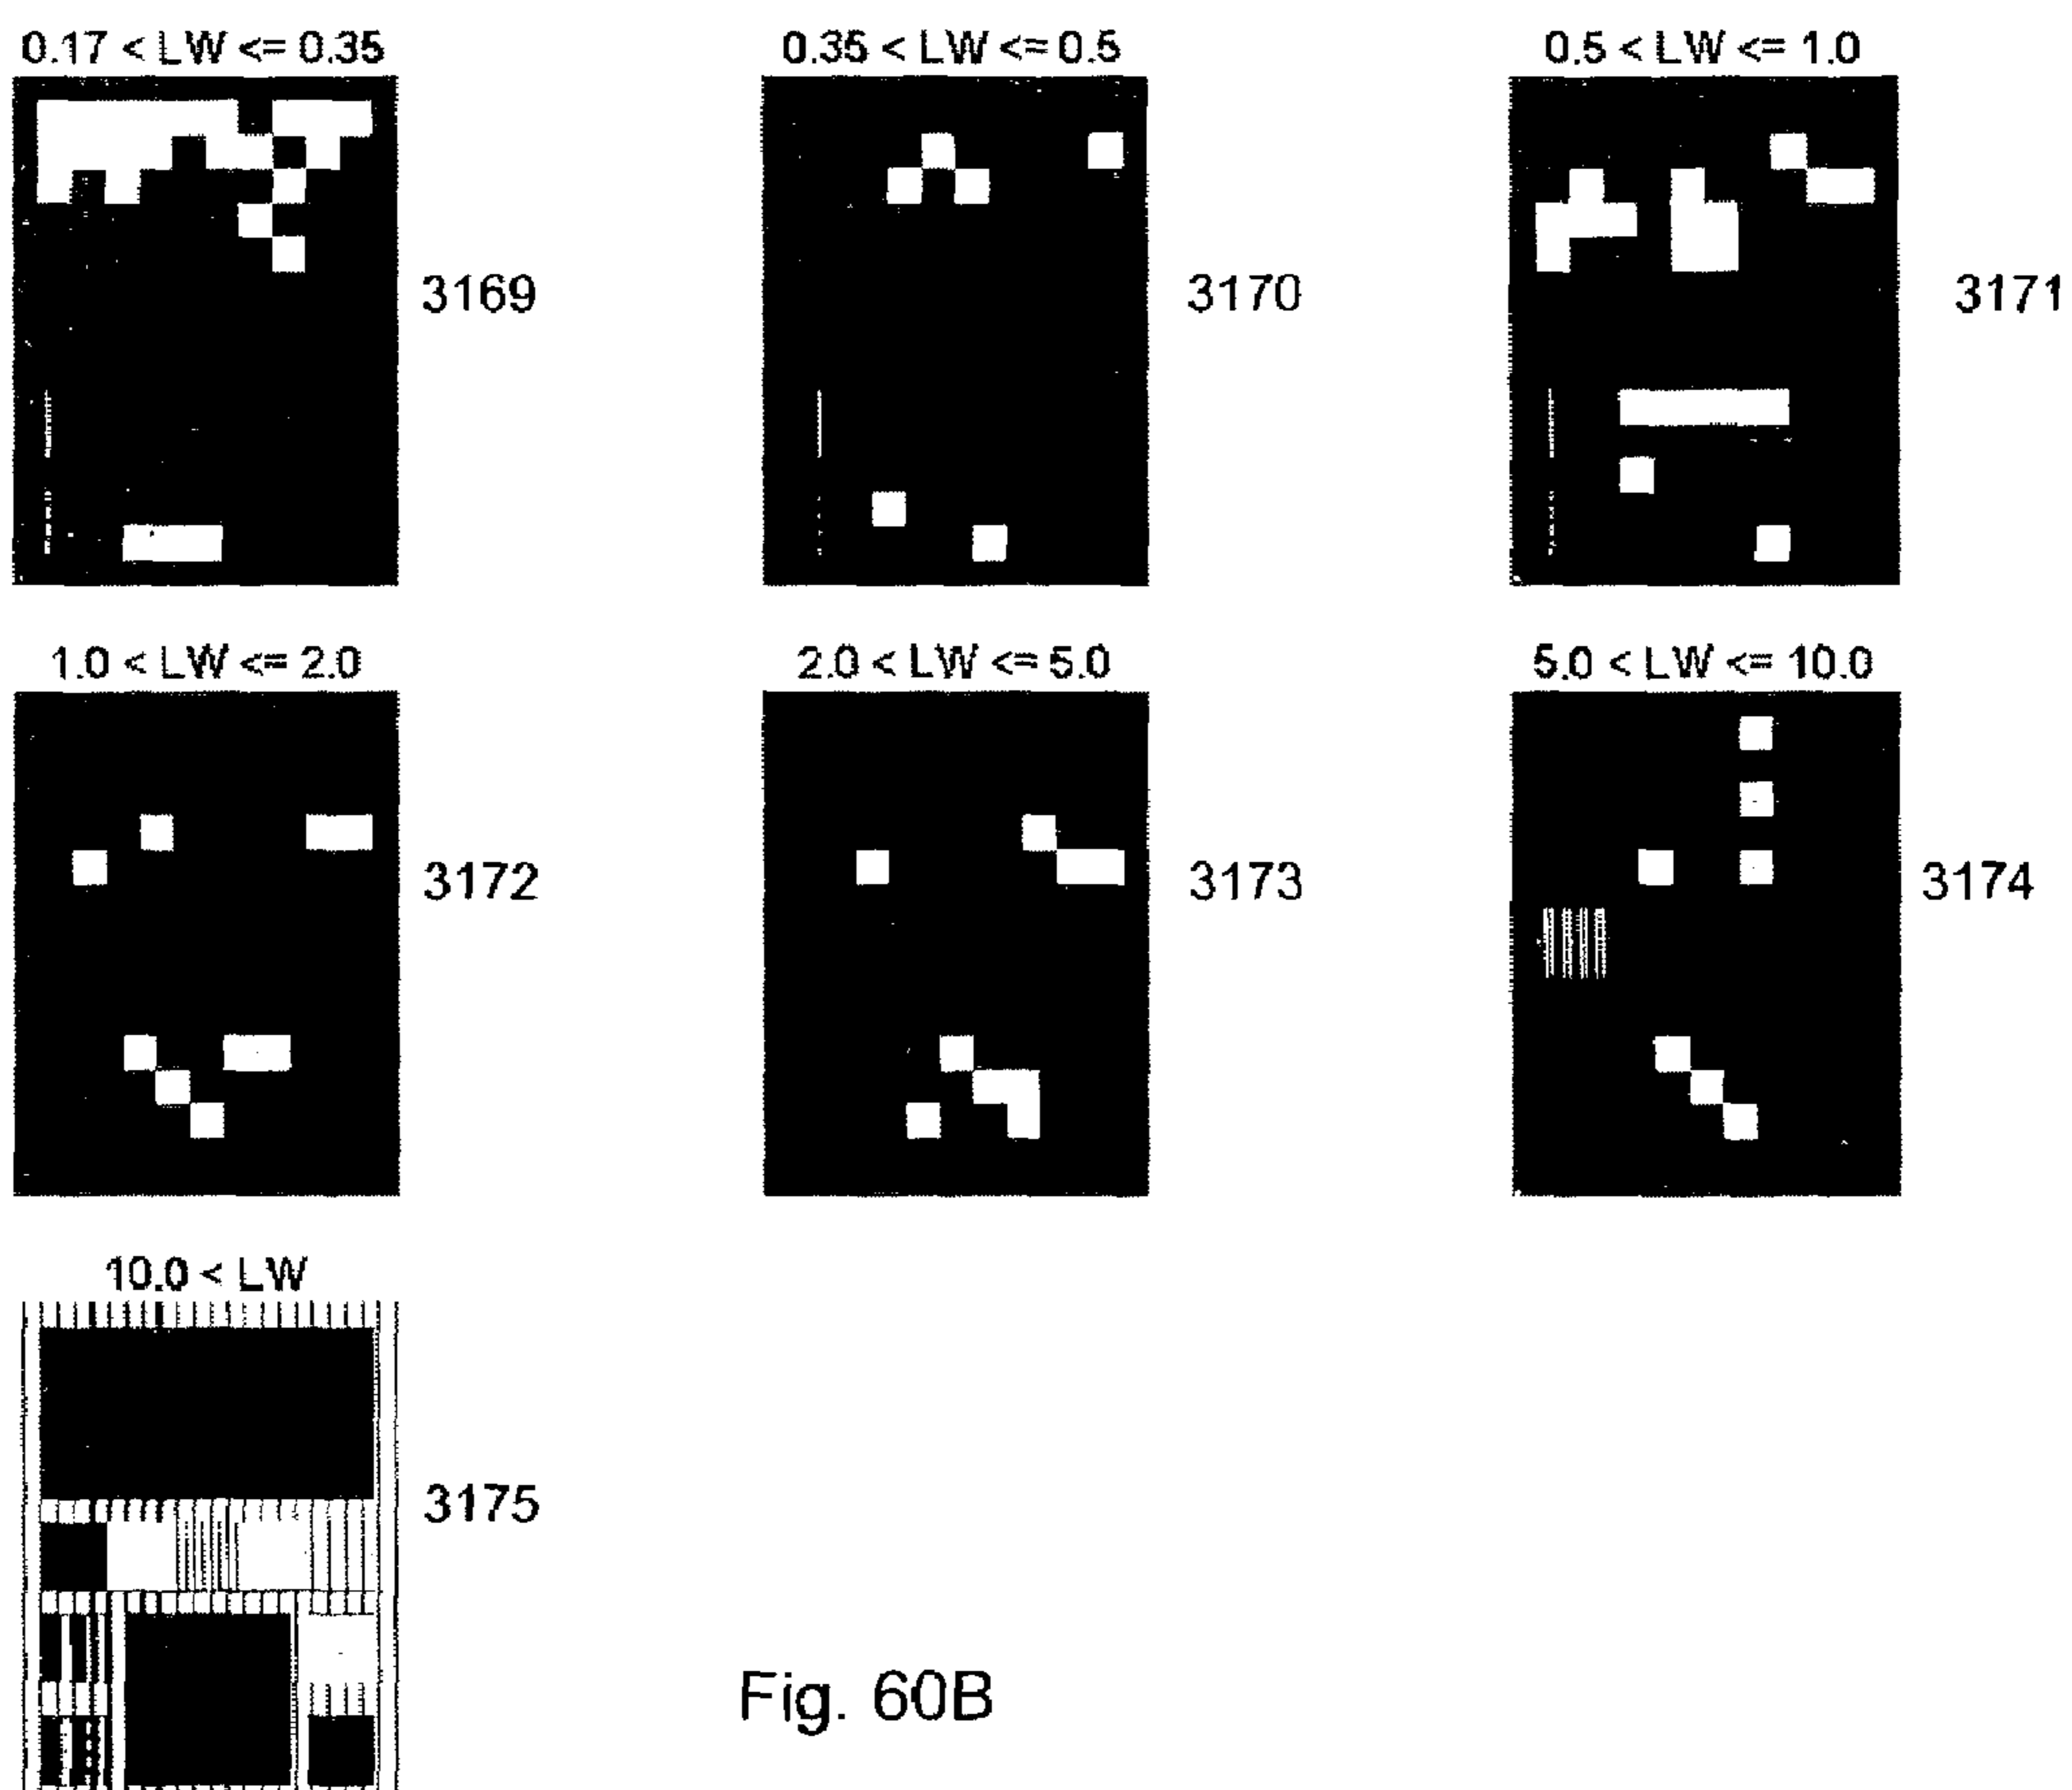 0.17 < LW <= 0.35
0.35 < LW <= 0.5
0.5 < LW <= 1.0
3169
3170
3171
1.0 < LW <= 2.0
2.0 < LW <= 5.0
5.0 < LW <= 10.0
3172
3173
3174
10.0 < LW
3175
Fig. 60B